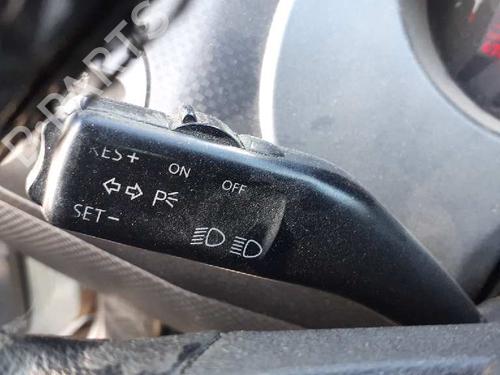 B-PARTS
RES+ ON OFF
P
SET-